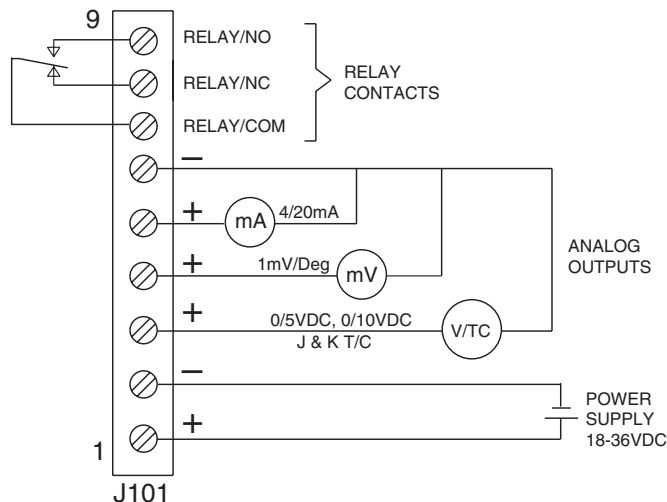 9
RELAY/NO
RELAY/NC
RELAY/COM
RELAY
CONTACTS
−
+
mA
4/20mA
+
1mV/Deg
mV
+
0/5VDC, 0/10VDC
J & K T/C
V/TC
ANALOG
OUTPUTS
−
+
POWER
SUPPLY
18-36VDC
1
J101